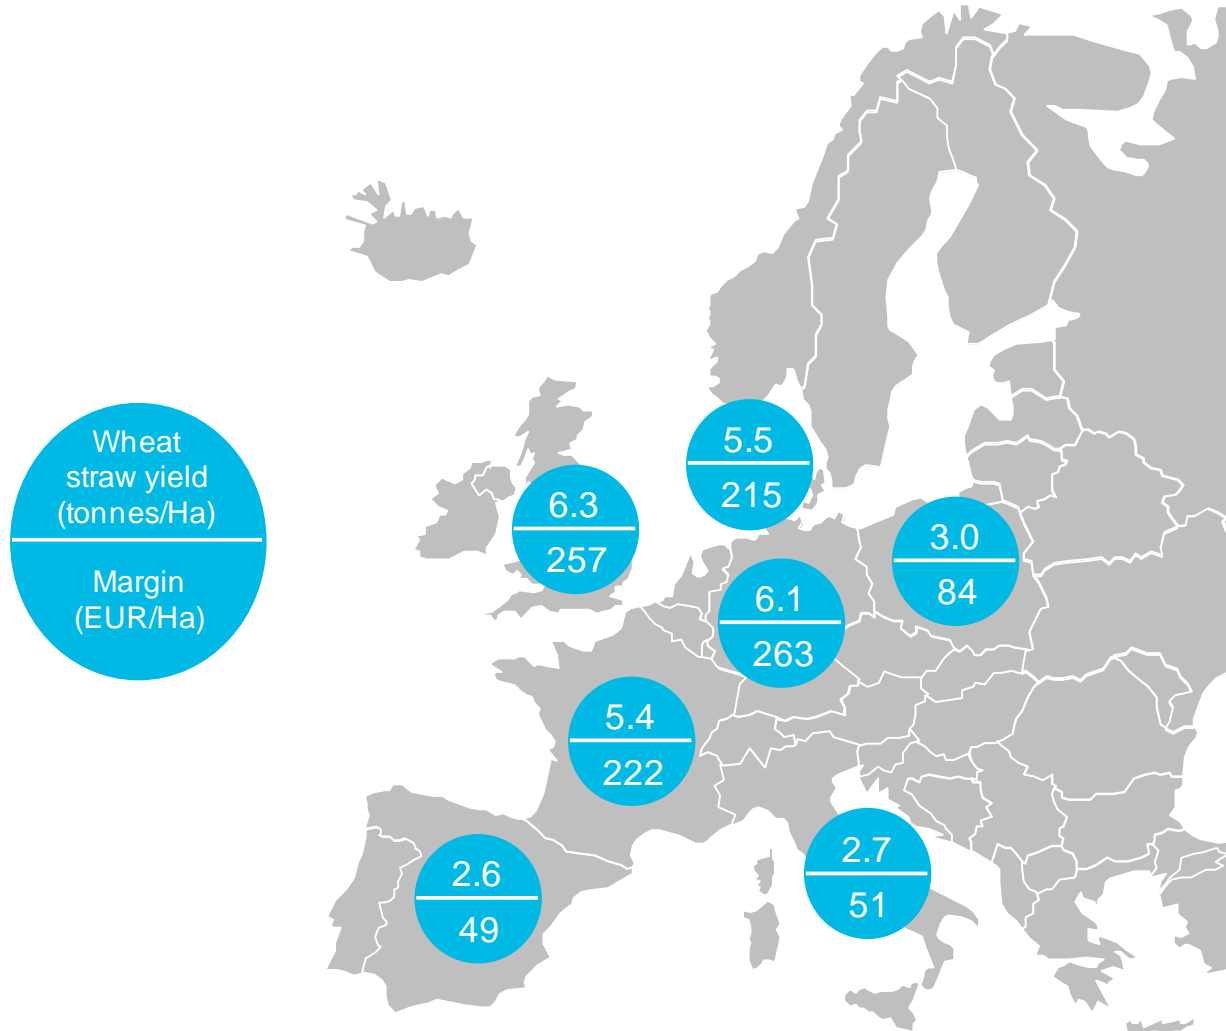 Wheat
straw yield
(tonnes/Ha)
Margin
(EUR/Ha)
5.5
215
6.3
257
3.0
84
6.1
263
5.4
222
2.6
49
2.7
51